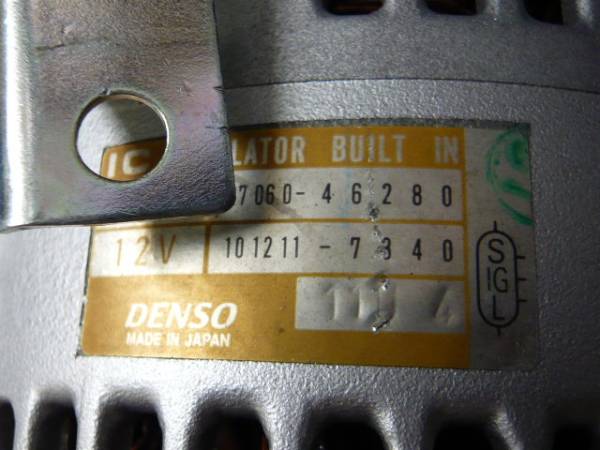 IC LATOR BUILT IN
7060-46280
12V 101211-7340
DENSO
MADE IN JAPAN
S
IG
L